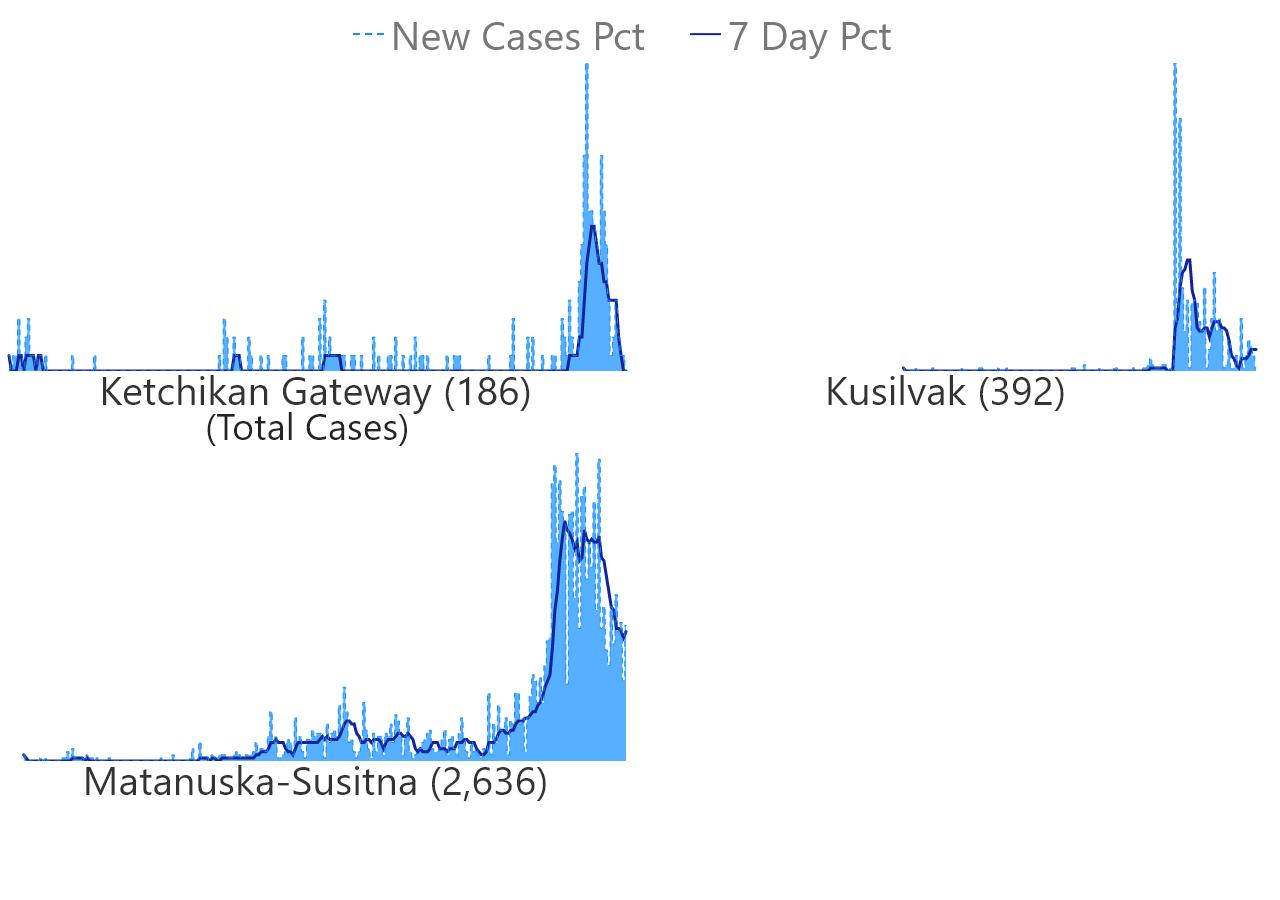 New Cases Pct 7 Day Pct
Ketchikan Gateway (186)
(Total Cases)
Kusilvak (392)
Matanuska-Susitna (2,636)